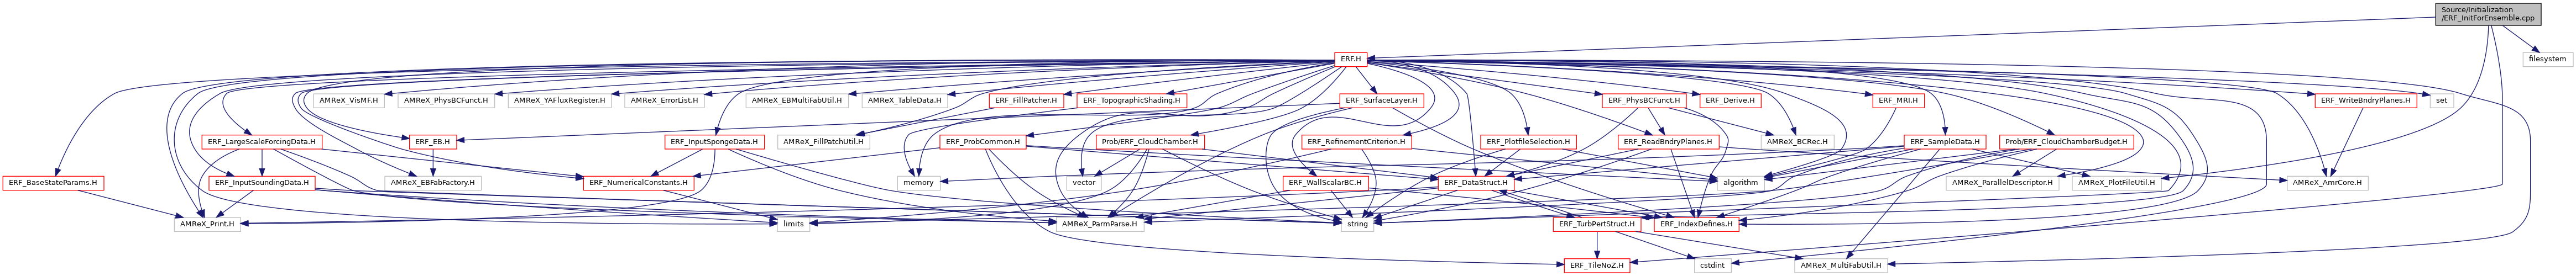 Source/Initialization
/ERF_InitForEnsemble.cpp
ERF.H
filesystem
AMReX_VisMF.H
AMReX_PhysBCFunct.H
AMReX_YAFluxRegister.H
AMReX_ErrorList.H
AMReX_EBMultiFabUtil.H
AMReX_TableData.H
ERF_FillPatcher.H
ERF_TopographicShading.H
ERF_SurfaceLayer.H
ERF_PhysBCFunct.H
ERF_Derive.H
ERF_MRI.H
ERF_WriteBndryPlanes.H
set
ERF_LargeScaleForcingData.H
ERF_EB.H
ERF_InputSpongeData.H
AMReX_FillPatchUtil.H
ERF_ProbCommon.H
Prob/ERF_CloudChamber.H
ERF_RefinementCriterion.H
ERF_PlotfileSelection.H
ERF_ReadBndryPlanes.H
AMReX_BCRec.H
ERF_SampleData.H
Prob/ERF_CloudChamberBudget.H
ERF_BaseStateParams.H
ERF_InputSoundingData.H
AMReX_EBFabFactory.H
ERF_NumericalConstants.H
memory
vector
ERF_WallScalarBC.H
ERF_DataStruct.H
algorithm
AMReX_ParallelDescriptor.H
AMReX_PlotFileUtil.H
AMReX_AmrCore.H
AMReX_Print.H
limits
AMReX_ParmParse.H
string
ERF_TurbPertStruct.H
ERF_IndexDefines.H
ERF_TileNoZ.H
cstdint
AMReX_MultiFabUtil.H